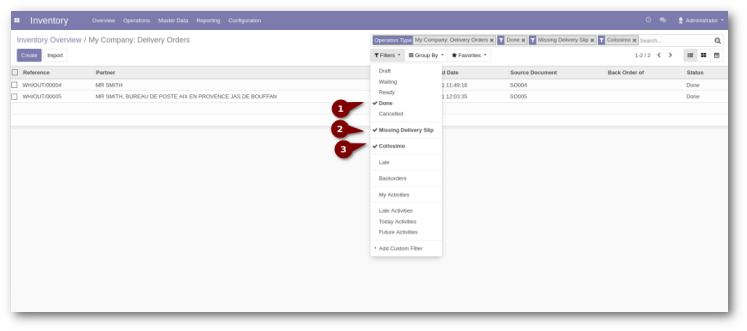 Inventory Overview Operations Master Data Reporting Configuration Administrator
Inventory Overview / My Company: Delivery Orders
Operation Type My Company: Delivery Orders x Done x Missing Delivery Slip x Colissimo x Search...
Create Import Filters Group By Favorites 1-2 / 2
Reference Partner d Date Source Document Back Order of Status
WH/OUT/00004 MR SMITH 11:49:16 SO004 Done
WH/OUT/00005 MR SMITH, BUREAU DE POSTE AIX EN PROVENCE JAS DE BOUFFAN 12:03:35 SO005 Done
Draft
Waiting
Ready
1 Done
Cancelled
2 Missing Delivery Slip
3 Colissimo
Late
Backorders
My Activities
Late Activities
Today Activities
Future Activities
Add Custom Filter